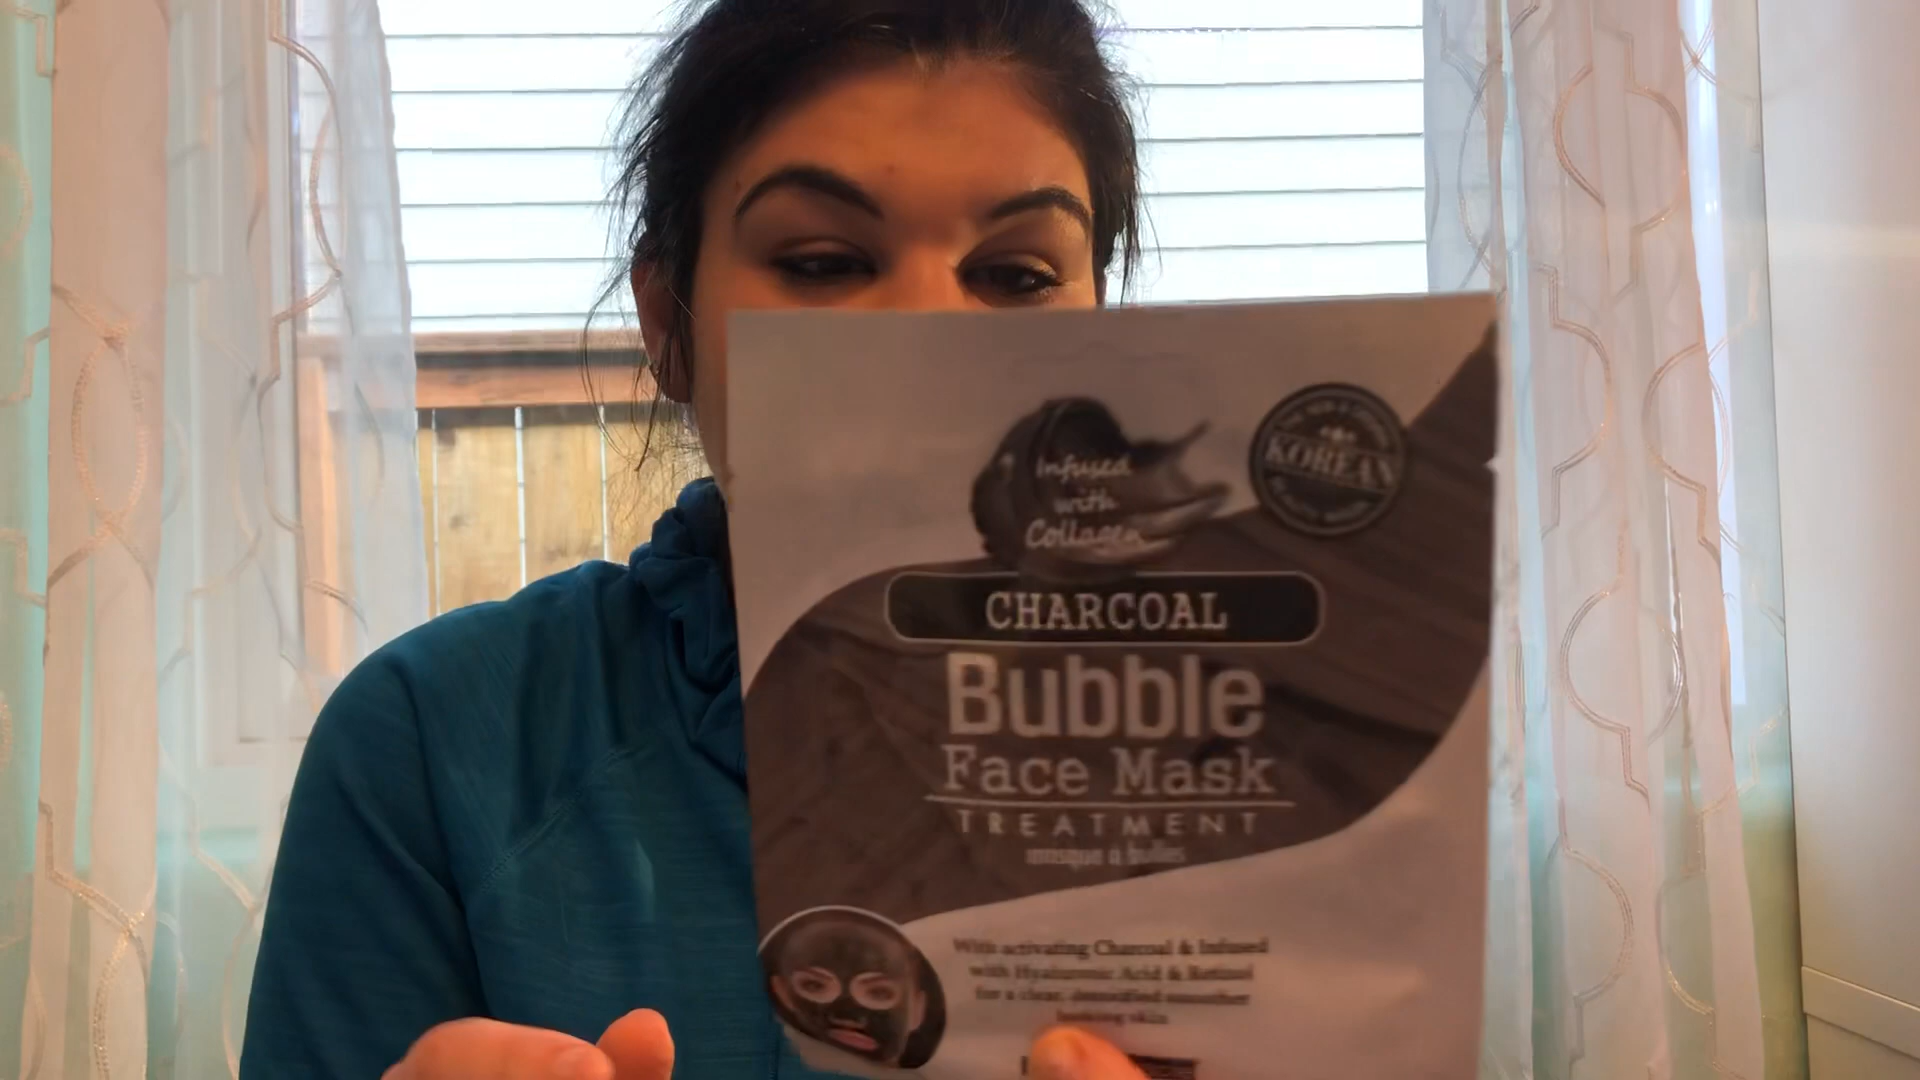 Infused
with
Collagen
KOREAN
CHARCOAL
Bubble
Face Mask
TREATMENT
masque a bulles
With activating Charcoal & Infused
with Hyaluronic Acid & Retinol
for a clear, detoxified smoother
looking skin